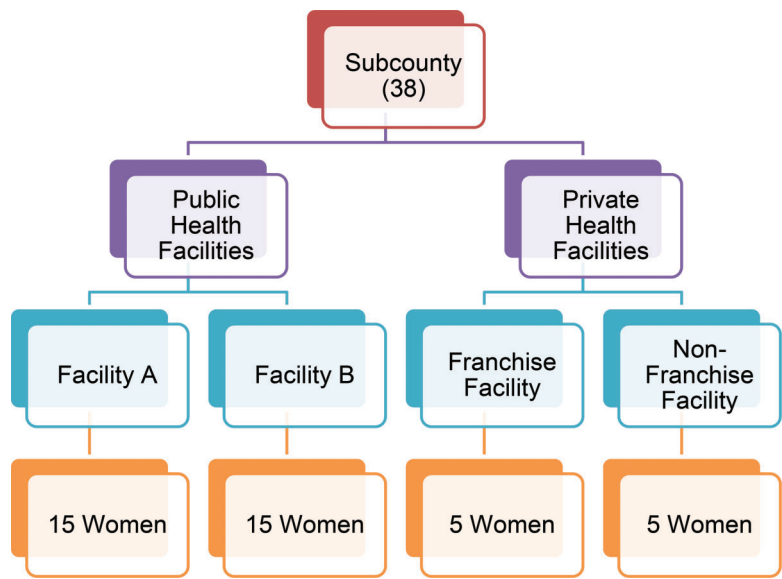 Subcounty
(38)
Public
Health
Facilities
Private
Health
Facilities
Facility A
Facility B
Franchise
Facility
Non-
Franchise
Facility
15 Women
15 Women
5 Women
5 Women